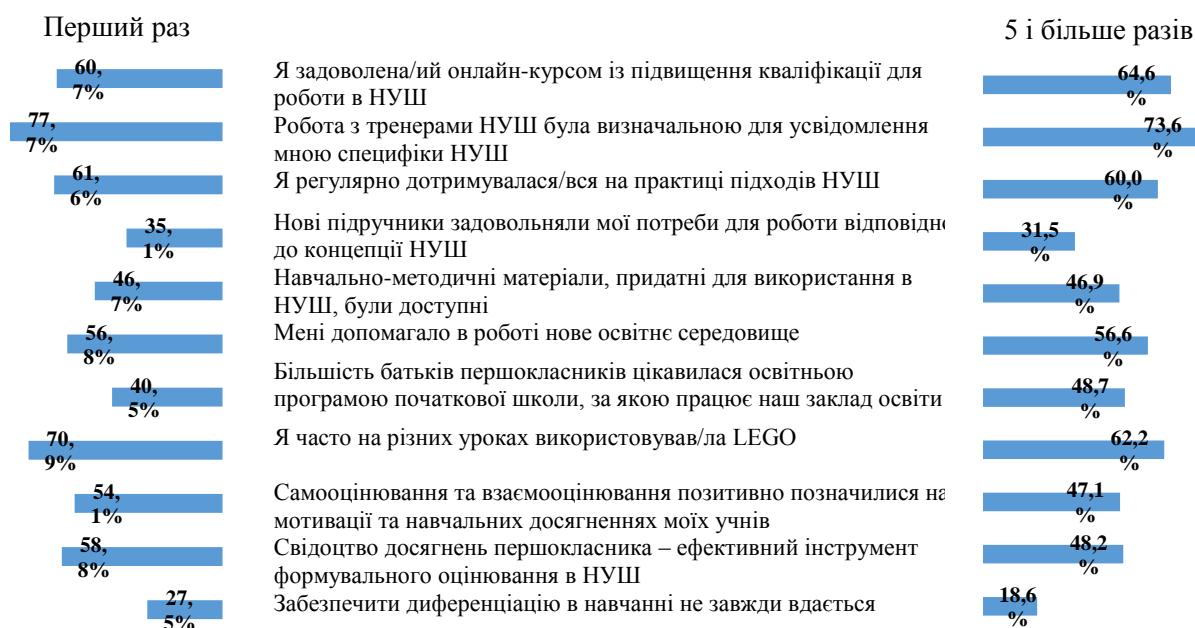 Перший раз
5 і більше разів
60,
7%
Я задоволена/ий онлайн-курсом із підвищення кваліфікації для
роботи в НУШ
64,6
%
77,
7%
Робота з тренерами НУШ була визначальною для усвідомлення
мною специфіки НУШ
73,6
%
61,
6%
Я регулярно дотримувалася/вся на практиці підходів НУШ
60,0
%
35,
1%
Нові підручники задовольняли мої потреби для роботи відповідно
до концепції НУШ
31,5
%
46,
7%
Навчально-методичні матеріали, придатні для використання в
НУШ, були доступні
46,9
%
56,
8%
Мені допомагало в роботі нове освітнє середовище
56,6
%
40,
5%
Більшість батьків першокласників цікавилася освітньою
програмою початкової школи, за якою працює наш заклад освіти
48,7
%
70,
9%
Я часто на різних уроках використовував/ла LEGO
62,2
%
54,
1%
Самооцінювання та взаємооцінювання позитивно позначилися на
мотивації та навчальних досягненнях моїх учнів
47,1
%
58,
8%
Свідоцтво досягнень першокласника – ефективний інструмент
формувального оцінювання в НУШ
48,2
%
27,
5%
Забезпечити диференціацію в навчанні не завжди вдається
18,6
%